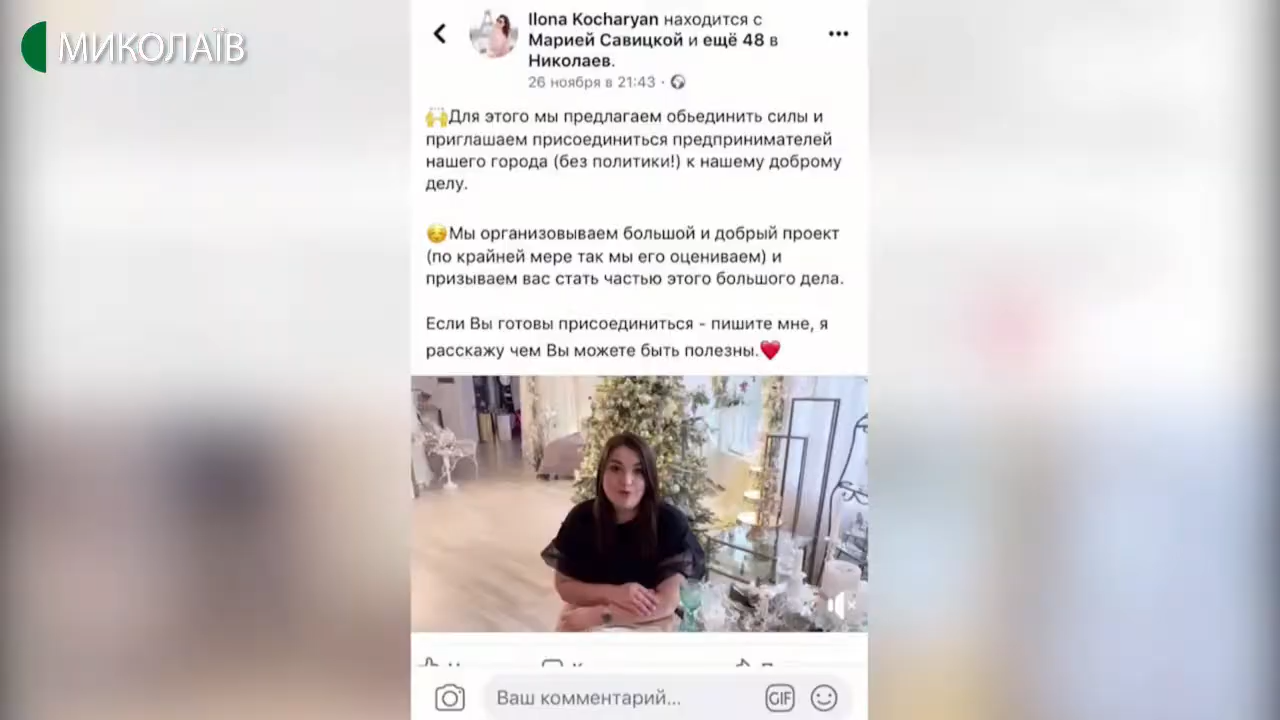 МИКОЛАЇВ
Ilona Kocharyan находится с
Марией Савицкой и ещё 48 в
Николаев.
26 ноября в 21:43 ·
Для этого мы предлагаем обьединить силы и
приглашаем присоединиться предпринимателей
нашего города (без политики!) к нашему доброму
делу.
Мы организовываем большой и добрый проект
(по крайней мере так мы его оцениваем) и
призываем вас стать частью этого большого дела.
Если Вы готовы присоединиться - пишите мне, я
расскажу чем Вы можете быть полезны.
Ваш комментарий...
GIF